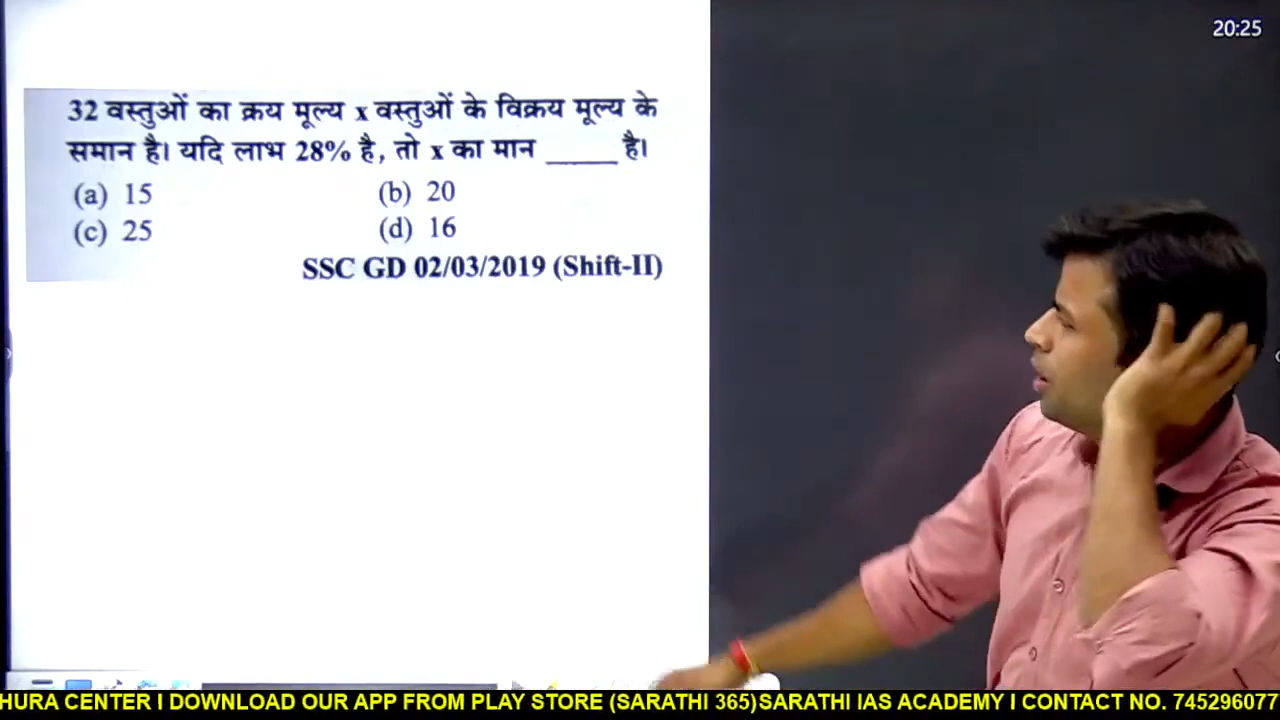 20:25
32 वस्तुओं का क्रय मूल्य x वस्तुओं के विक्रय मूल्य के
समान है। यदि लाभ 28% है, तो x का मान _____ है।
(a) 15 (b) 20
(c) 25 (d) 16
SSC GD 02/03/2019 (Shift-II)
HURA CENTER I DOWNLOAD OUR APP FROM PLAY STORE (SARATHI 365)SARATHI IAS ACADEMY I CONTACT NO. 745296077